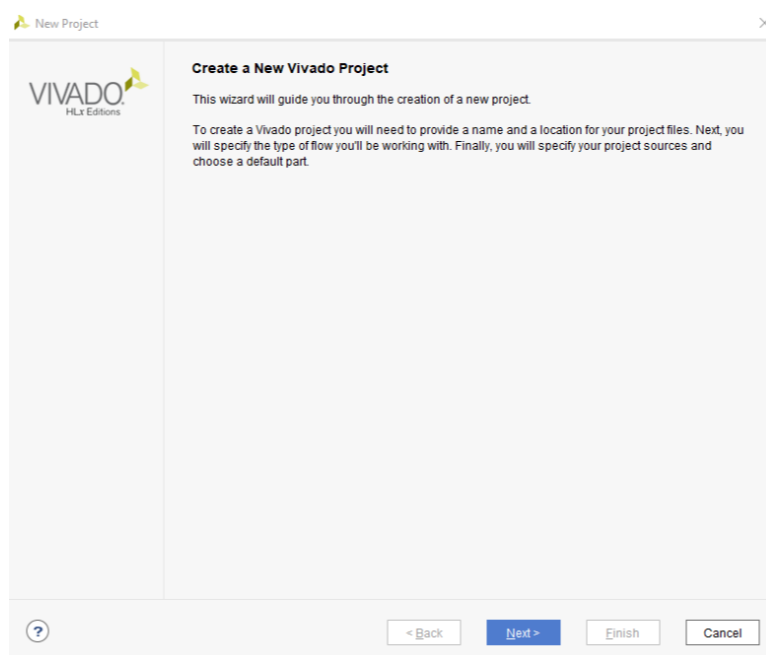 New Project
VIVADO.
HLx Editions
Create a New Vivado Project
This wizard will guide you through the creation of a new project.
To create a Vivado project you will need to provide a name and a location for your project files. Next, you
will specify the type of flow you'll be working with. Finally, you will specify your project sources and
choose a default part.
?
< Back
Next >
Finish
Cancel